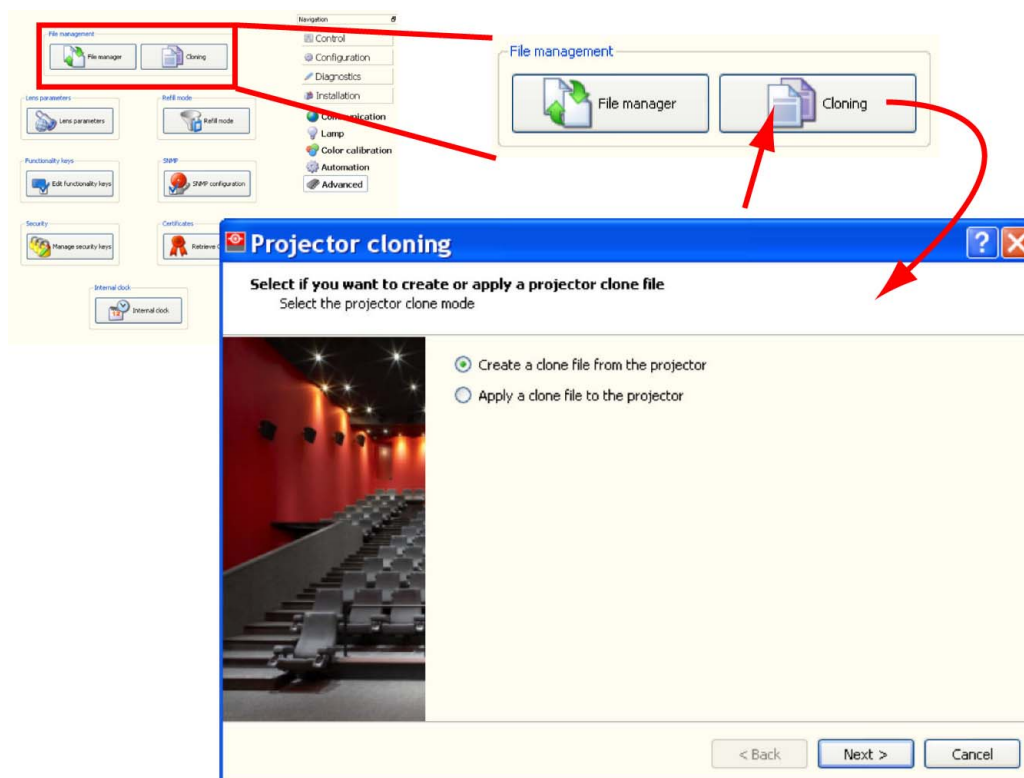 Navigation
Control
Configuration
Diagnostics
Installation
Lamp
Color calibration
Automation
Advanced
File management
File manager
Cloning
Lens parameters
Lens parameters
Refill mode
Refill mode
Functionality keys
Edit functionality keys
SNMP
SNMP configuration
Security
Manage security keys
Certificates
Retrieve
Internal clock
Internal clock
File management
File manager
Cloning
Projector cloning
Select if you want to create or apply a projector clone file
Select the projector clone mode
Create a clone file from the projector
Apply a clone file to the projector
< Back
Next >
Cancel